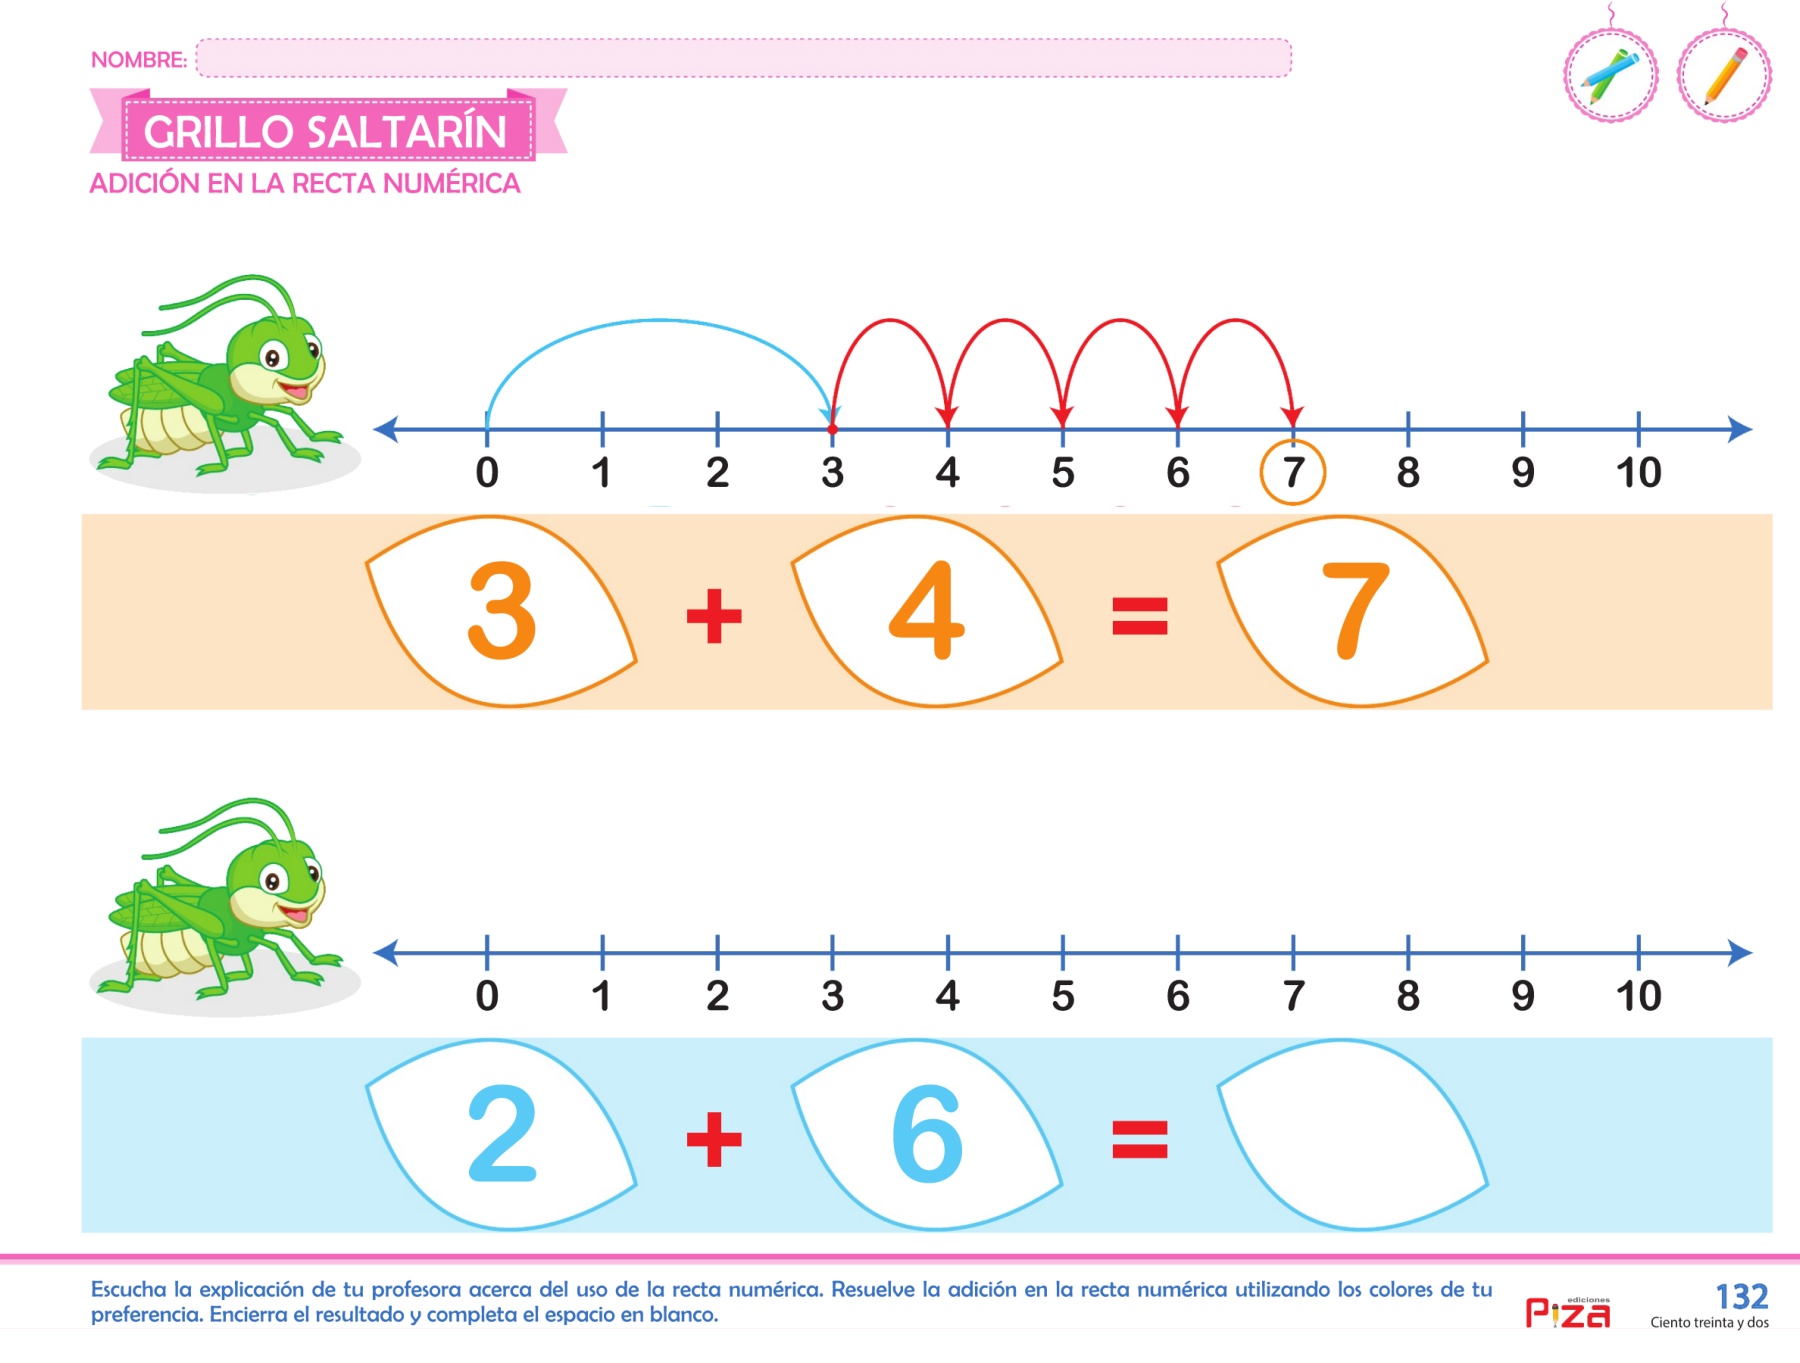 NOMBRE:
GRILLO SALTARÍN
ADICIÓN EN LA RECTA NUMÉRICA
0 1 2 3 4 5 6 7 8 9 10
3 + 4 = 7
0 1 2 3 4 5 6 7 8 9 10
2 + 6 =
Escucha la explicación de tu profesora acerca del uso de la recta numérica. Resuelve la adición en la recta numérica utilizando los colores de tu
preferencia. Encierra el resultado y completa el espacio en blanco.
ediciones
Piza
132
Ciento treinta y dos